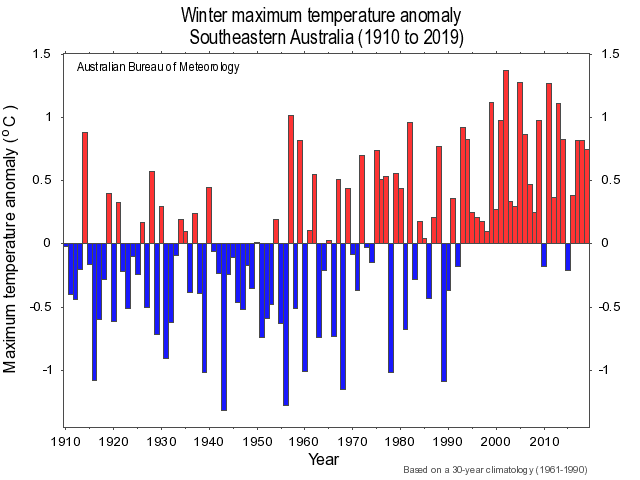 Winter maximum temperature anomaly
Southeastern Australia (1910 to 2019)
Australian Bureau of Meteorology
Maximum temperature anomaly (°C )
1.5
1
0.5
0
-0.5
-1
1.5
1
0.5
0
-0.5
-1
1910 1920 1930 1940 1950 1960 1970 1980 1990 2000 2010
Year
Based on a 30-year climatology (1961-1990)